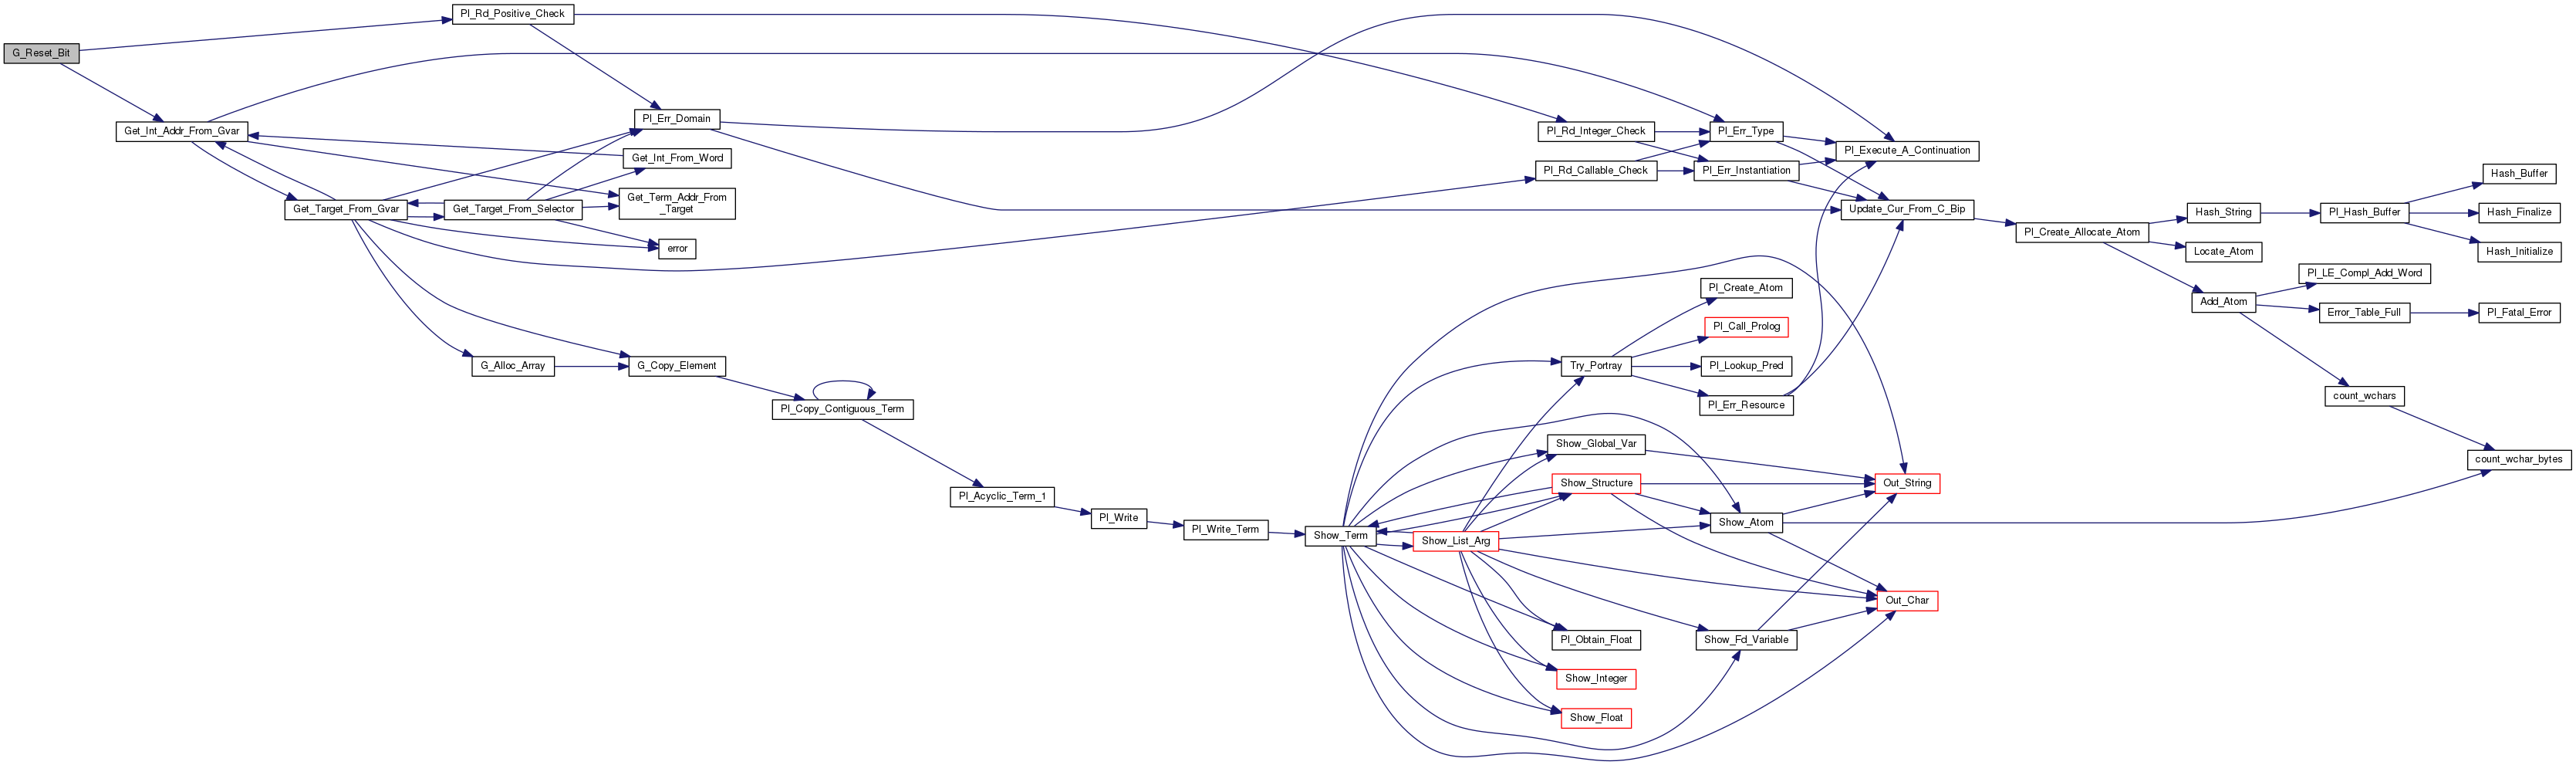 G_Reset_Bit
Pl_Rd_Positive_Check
Get_Int_Addr_From_Gvar
Pl_Err_Domain
Get_Int_From_Word
Get_Term_Addr_From
_Target
Get_Target_From_Gvar
Get_Target_From_Selector
error
G_Alloc_Array
G_Copy_Element
Pl_Copy_Contiguous_Term
Pl_Acyclic_Term_1
Pl_Write
Pl_Write_Term
Show_Term
Show_List_Arg
Pl_Rd_Integer_Check
Pl_Rd_Callable_Check
Pl_Err_Type
Pl_Err_Instantiation
Pl_Execute_A_Continuation
Update_Cur_From_C_Bip
Pl_Create_Atom
Pl_Call_Prolog
Try_Portray
Pl_Lookup_Pred
Pl_Err_Resource
Show_Global_Var
Show_Structure
Out_String
Show_Atom
Out_Char
Show_Fd_Variable
Pl_Obtain_Float
Show_Integer
Show_Float
Pl_Create_Allocate_Atom
Hash_String
Locate_Atom
Add_Atom
Pl_Hash_Buffer
Hash_Buffer
Hash_Finalize
Hash_Initialize
Pl_LE_Compl_Add_Word
Error_Table_Full
Pl_Fatal_Error
count_wchars
count_wchar_bytes